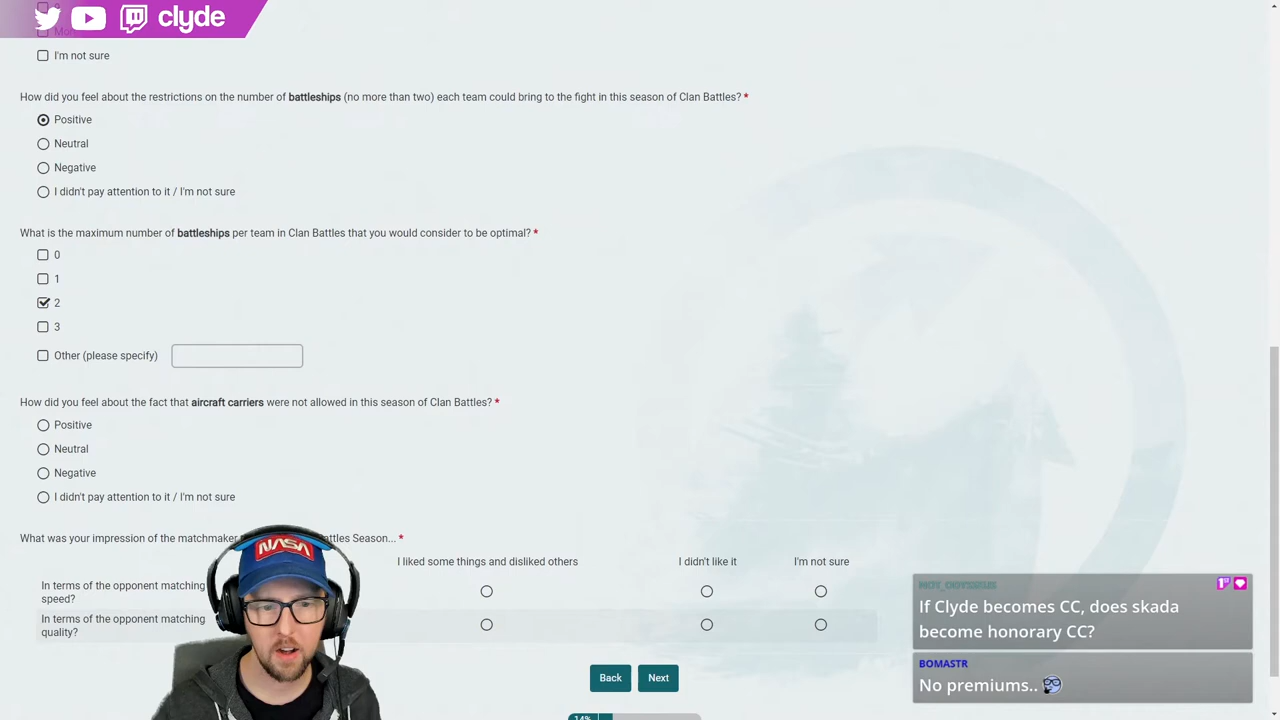 clyde
I'm not sure
How did you feel about the restrictions on the number of battleships (no more than two) each team could bring to the fight in this season of Clan Battles? *
Positive
Neutral
Negative
I didn't pay attention to it / I'm not sure
What is the maximum number of battleships per team in Clan Battles that you would consider to be optimal? *
0
1
2
3
Other (please specify)
How did you feel about the fact that aircraft carriers were not allowed in this season of Clan Battles? *
Positive
Neutral
Negative
I didn't pay attention to it / I'm not sure
What was your impression of the matchmaker Season... *
I liked some things and disliked others
I didn't like it
I'm not sure
In terms of the opponent matching
speed?
In terms of the opponent matching
quality?
NASA
Back
Next
14%
NOT_ODYSSEUS
If Clyde becomes CC, does skada
become honorary CC?
BOMASTR
No premiums..